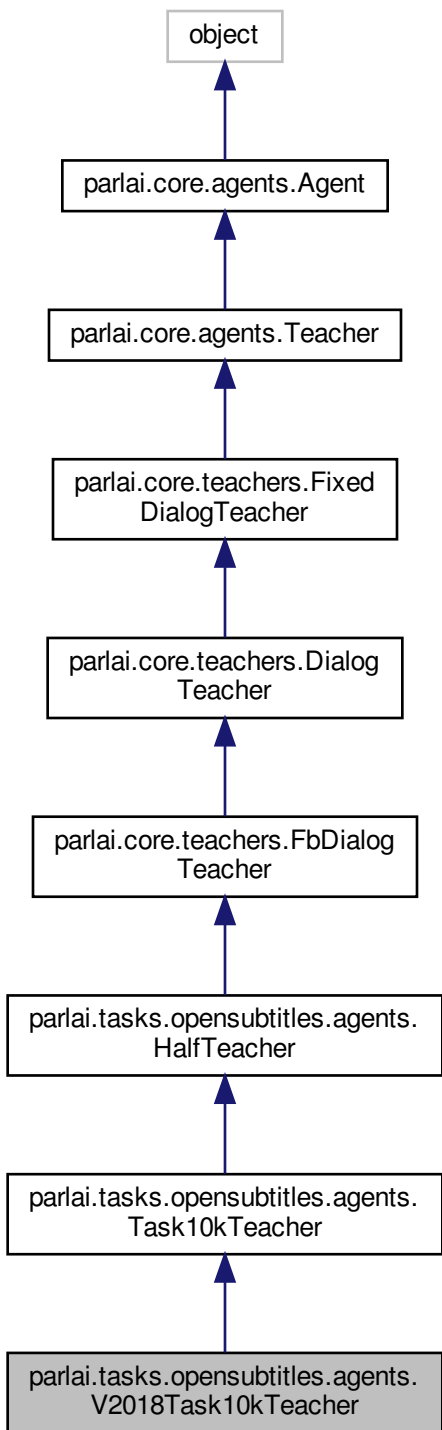 object
parlai.core.agents.Agent
parlai.core.agents.Teacher
parlai.core.teachers.Fixed
DialogTeacher
parlai.core.teachers.Dialog
Teacher
parlai.core.teachers.FbDialog
Teacher
parlai.tasks.opensubtitles.agents.
HalfTeacher
parlai.tasks.opensubtitles.agents.
Task10kTeacher
parlai.tasks.opensubtitles.agents.
V2018Task10kTeacher